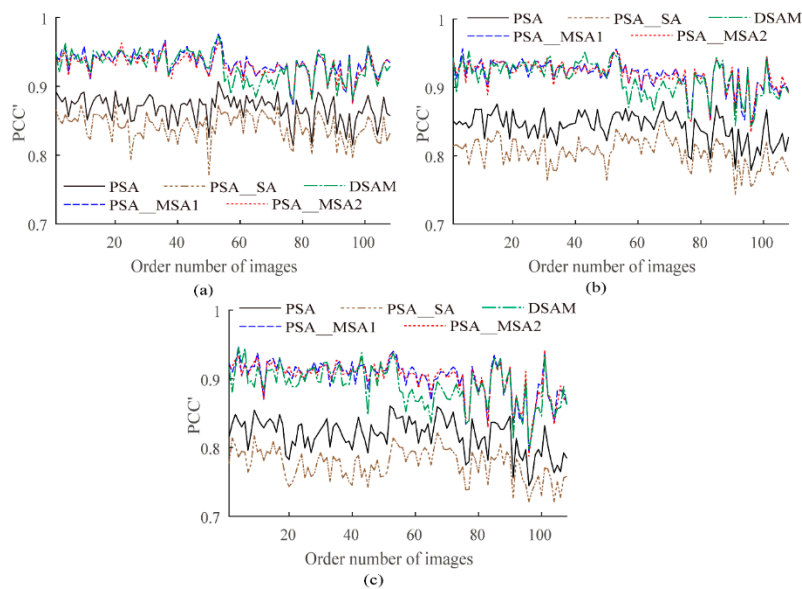 1
0.9
PCC'
0.8
PSA PSA__SA DSAM
PSA__MSA1 PSA__MSA2
0.7
20 40 60 80 100
Order number of images
(a)
PSA PSA__SA DSAM
PSA__MSA1 PSA__MSA2
1
0.9
PCC'
0.8
0.7
20 40 60 80 100
Order number of images
(b)
PSA PSA__SA DSAM
PSA__MSA1 PSA__MSA2
1
0.9
PCC'
0.8
0.7
20 40 60 80 100
Order number of images
(c)